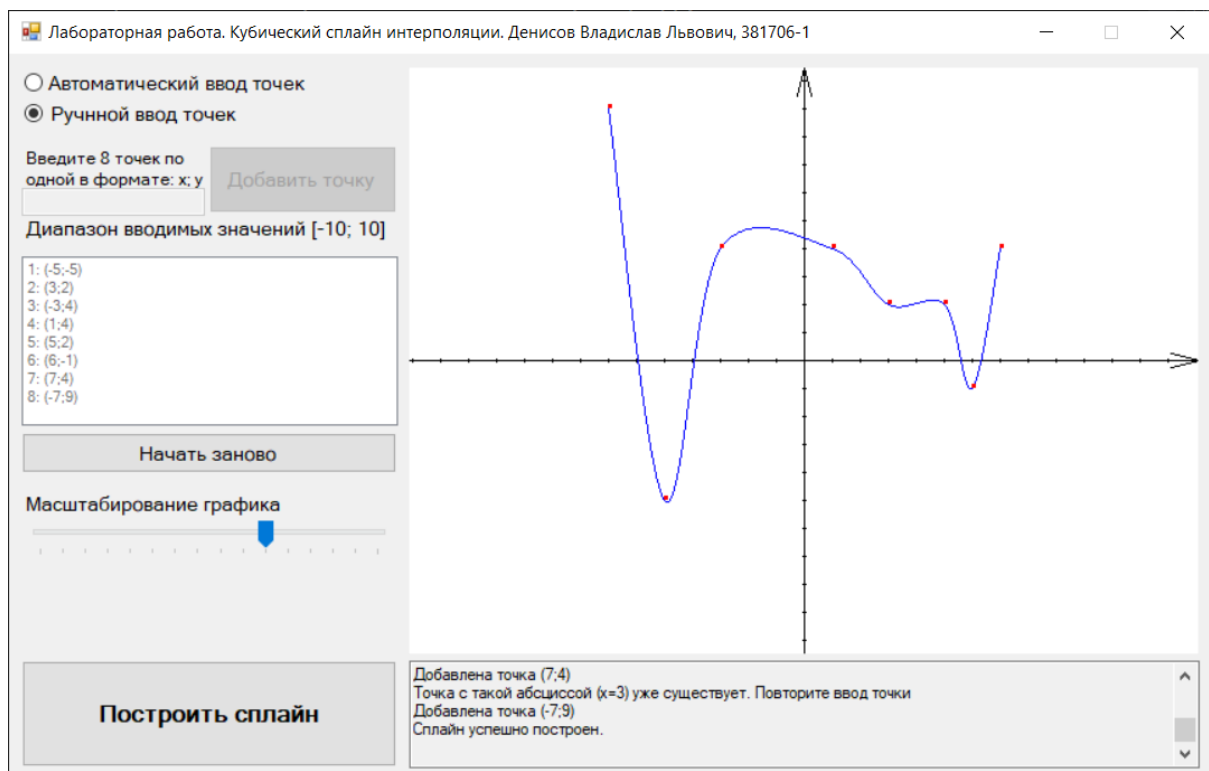 Лабораторная работа. Кубический сплайн интерполяции. Денисов Владислав Львович, 381706-1
Автоматический ввод точек
Ручнной ввод точек
Введите 8 точек по
одной в формате: x; y
Добавить точку
Диапазон вводимых значений [-10; 10]
1: (-5;-5)
2: (3;2)
3: (-3;4)
4: (1;4)
5: (5;2)
6: (6;-1)
7: (7;4)
8: (-7;9)
Начать заново
Масштабирование графика
Построить сплайн
Добавлена точка (7;4)
Точка с такой абсциссой (x=3) уже существует. Повторите ввод точки
Добавлена точка (-7;9)
Сплайн успешно построен.